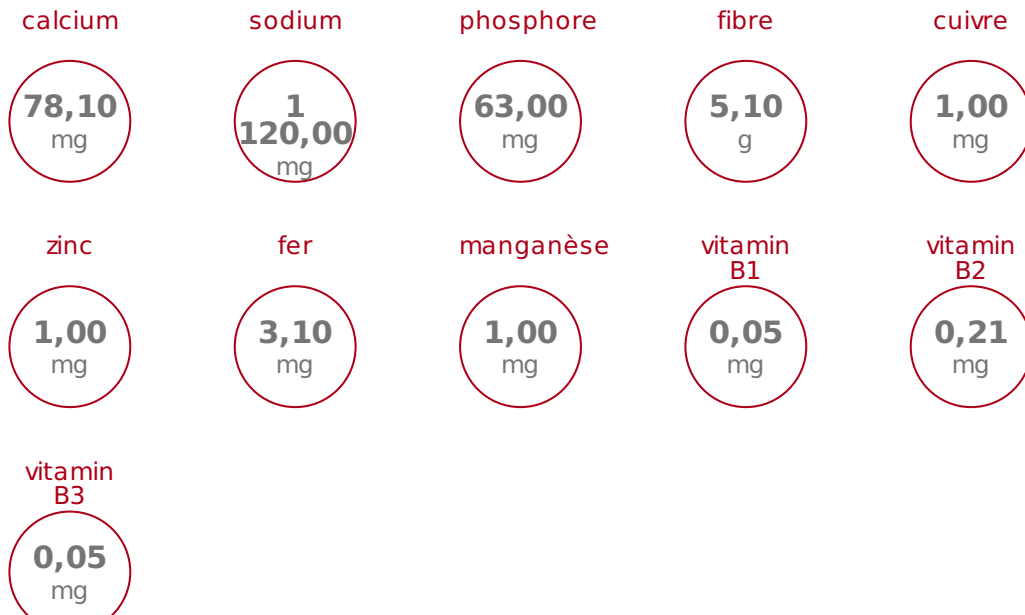 calcium
sodium
phosphore
fibre
cuivre
78,10
mg
1
120,00
mg
63,00
mg
5,10
g
1,00
mg
zinc
fer
manganèse
vitamin
B1
vitamin
B2
1,00
mg
3,10
mg
1,00
mg
0,05
mg
0,21
mg
vitamin
B3
0,05
mg